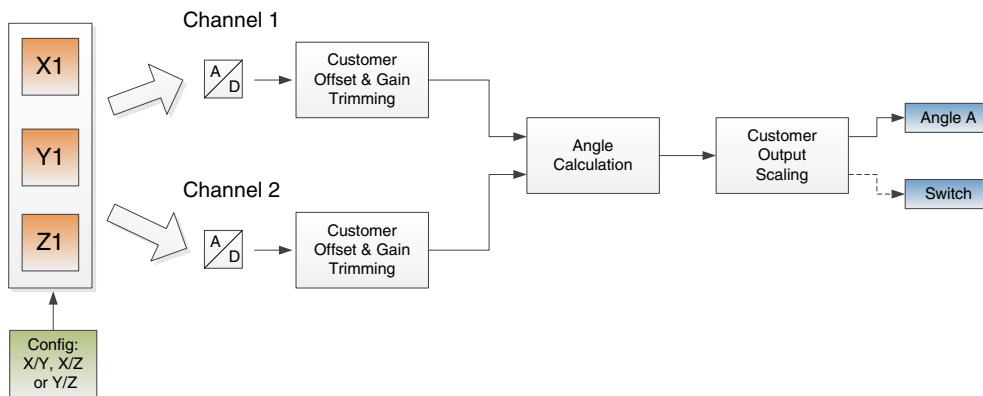 X1
Y1
Z1
Config:
X/Y, X/Z
or Y/Z
Channel 1
A
D
Customer
Offset & Gain
Trimming
Channel 2
A
D
Customer
Offset & Gain
Trimming
Angle
Calculation
Customer
Output
Scaling
Angle A
Switch